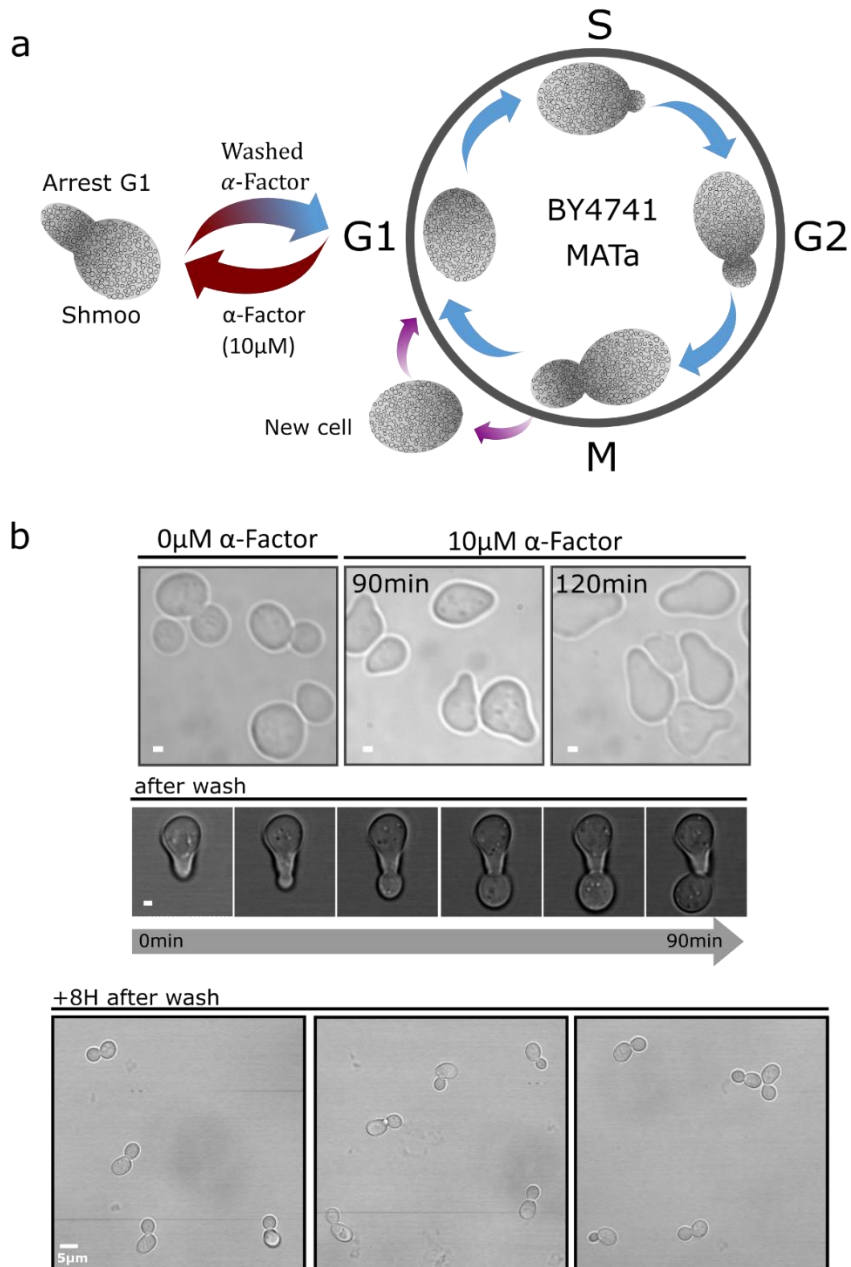 a
S
Washed
α-Factor
Arrest G1
G1
BY4741
MATa
G2
Shmoo
α-Factor
(10µM)
New cell
M
b
0µM α-Factor
10µM α-Factor
90min
120min
after wash
0min
90min
+8H after wash
5µm